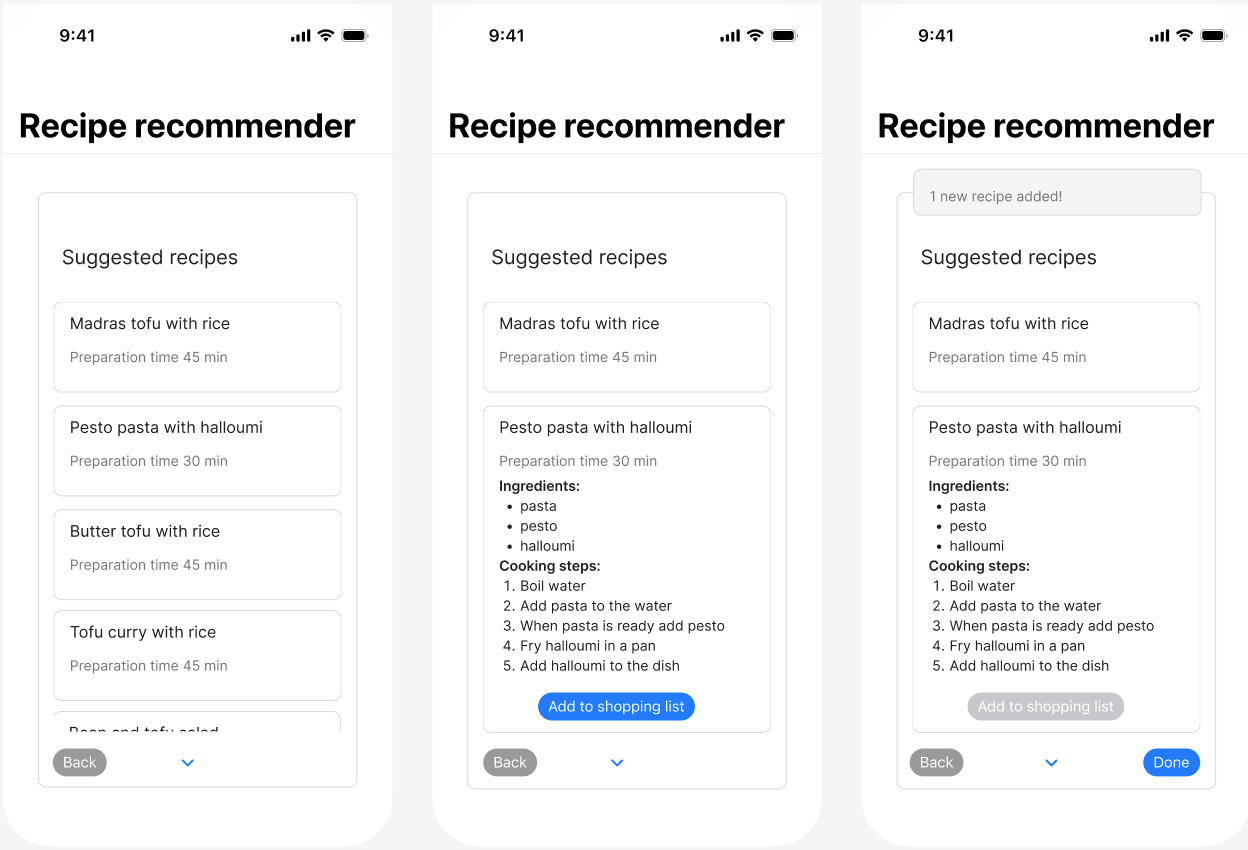 9:41
Recipe recommender
Suggested recipes
Madras tofu with rice
Preparation time 45 min
Pesto pasta with halloumi
Preparation time 30 min
Butter tofu with rice
Preparation time 45 min
Tofu curry with rice
Preparation time 45 min
Bean and tofu salad
Back
9:41
Recipe recommender
Suggested recipes
Madras tofu with rice
Preparation time 45 min
Pesto pasta with halloumi
Preparation time 30 min
Ingredients:
• pasta
• pesto
• halloumi
Cooking steps:
1. Boil water
2. Add pasta to the water
3. When pasta is ready add pesto
4. Fry halloumi in a pan
5. Add halloumi to the dish
Add to shopping list
Back
9:41
Recipe recommender
1 new recipe added!
Suggested recipes
Madras tofu with rice
Preparation time 45 min
Pesto pasta with halloumi
Preparation time 30 min
Ingredients:
• pasta
• pesto
• halloumi
Cooking steps:
1. Boil water
2. Add pasta to the water
3. When pasta is ready add pesto
4. Fry halloumi in a pan
5. Add halloumi to the dish
Add to shopping list
Back
Done